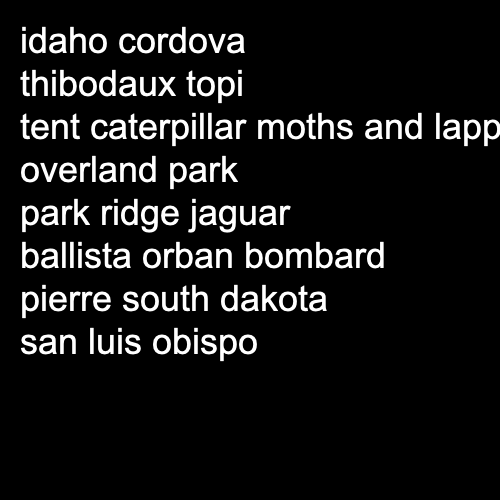 idaho cordova
thibodaux topi
tent caterpillar moths and lapp
overland park
park ridge jaguar
ballista orban bombard
pierre south dakota
san luis obispo